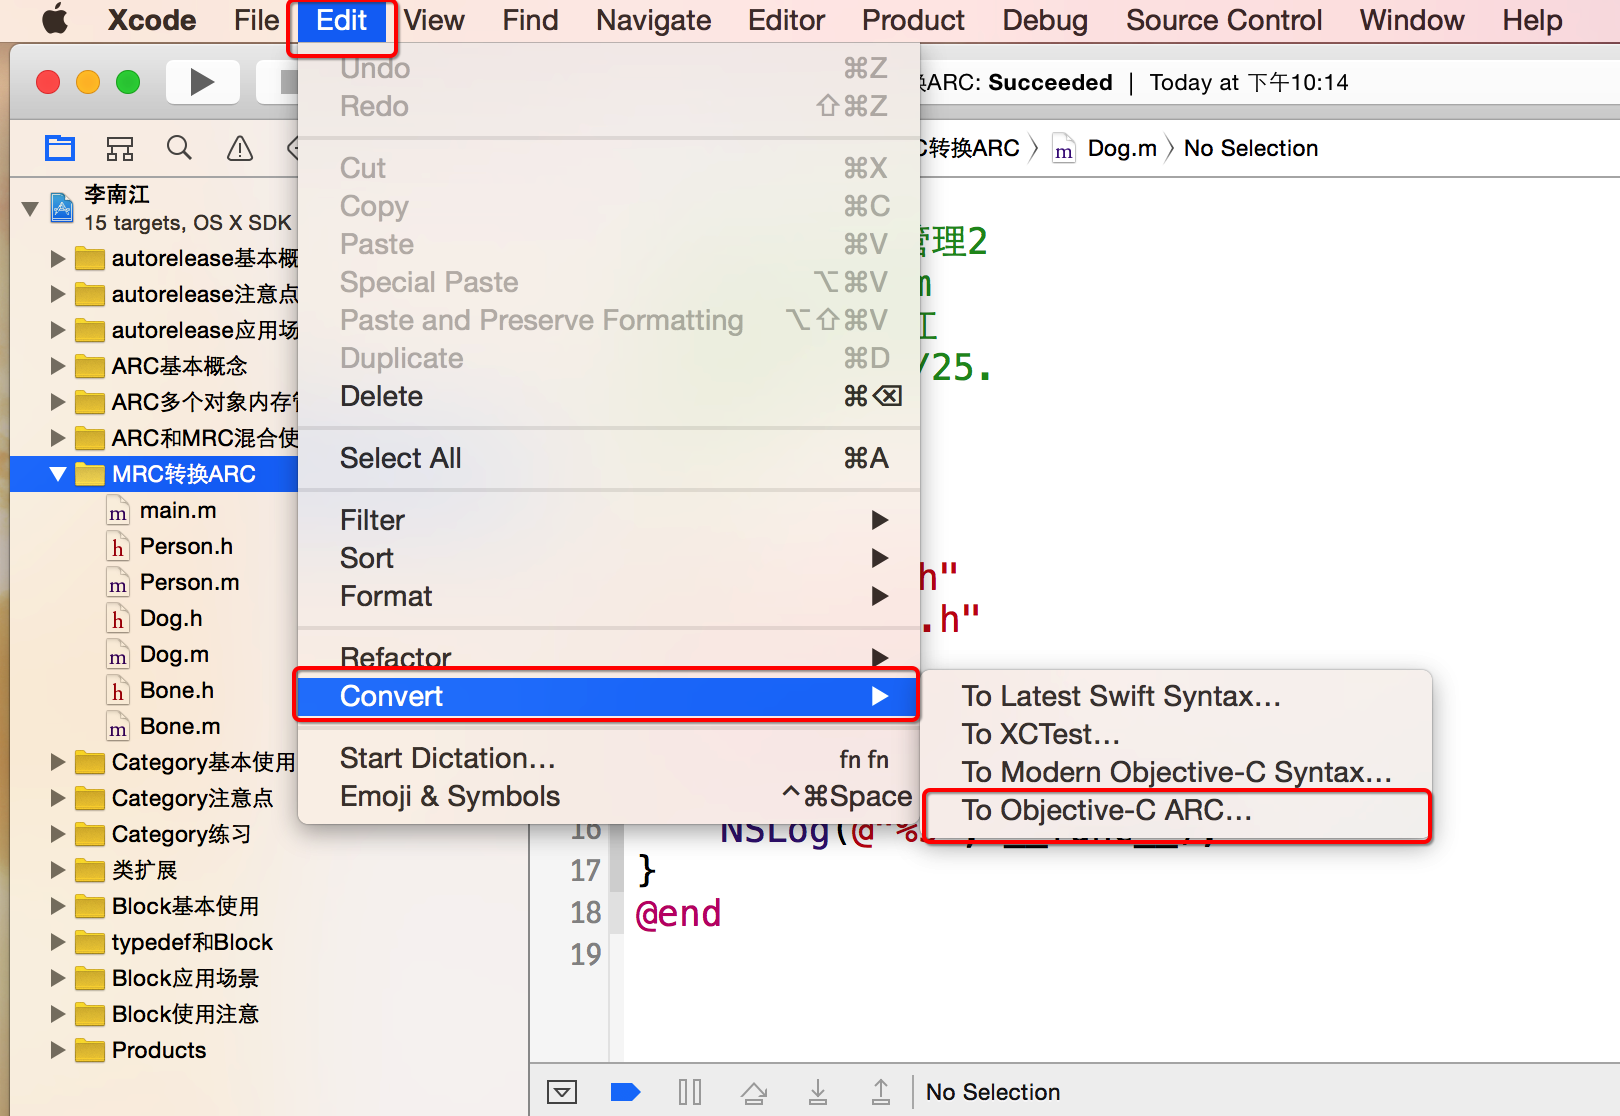 Xcode File Edit View Find Navigate Editor Product Debug Source Control Window Help
ARC: Succeeded | Today at 下午10:14
转换ARC 〉 m Dog.m 〉 No Selection
李南江
15 targets, OS X SDK
autorelease基本概
autorelease注意点
autorelease应用场
ARC基本概念
ARC多个对象内存管
ARC和MRC混合使
MRC转换ARC
m main.m
h Person.h
m Person.m
h Dog.h
m Dog.m
h Bone.h
m Bone.m
Category基本使用
Category注意点
Category练习
类扩展
Block基本使用
typedef和Block
Block应用场景
Block使用注意
Products
Undo ⌘Z
Redo ⇧⌘Z
Cut ⌘X
Copy ⌘C
Paste ⌘V
Special Paste ⌥⌘V
Paste and Preserve Formatting ⌥⇧⌘V
Duplicate ⌘D
Delete ⌘⌫
Select All ⌘A
Filter
Sort
Format
Refactor
Convert
Start Dictation... fn fn
Emoji & Symbols ^⌘Space
To Latest Swift Syntax...
To XCTest...
To Modern Objective-C Syntax...
To Objective-C ARC...
管理2
m
江
/25.
h"
.h"
16 NSLog(@"%
17 }
18 @end
19
No Selection